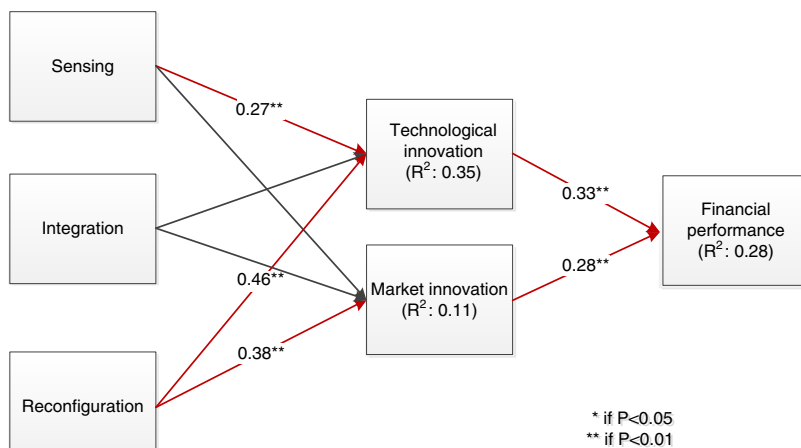 Sensing
0.27**
Technological
innovation
(R²: 0.35)
Integration
0.33**
Financial
performance
(R²: 0.28)
0.28**
0.46**
Market innovation
(R²: 0.11)
0.38**
Reconfiguration
* if P<0.05
** if P<0.01